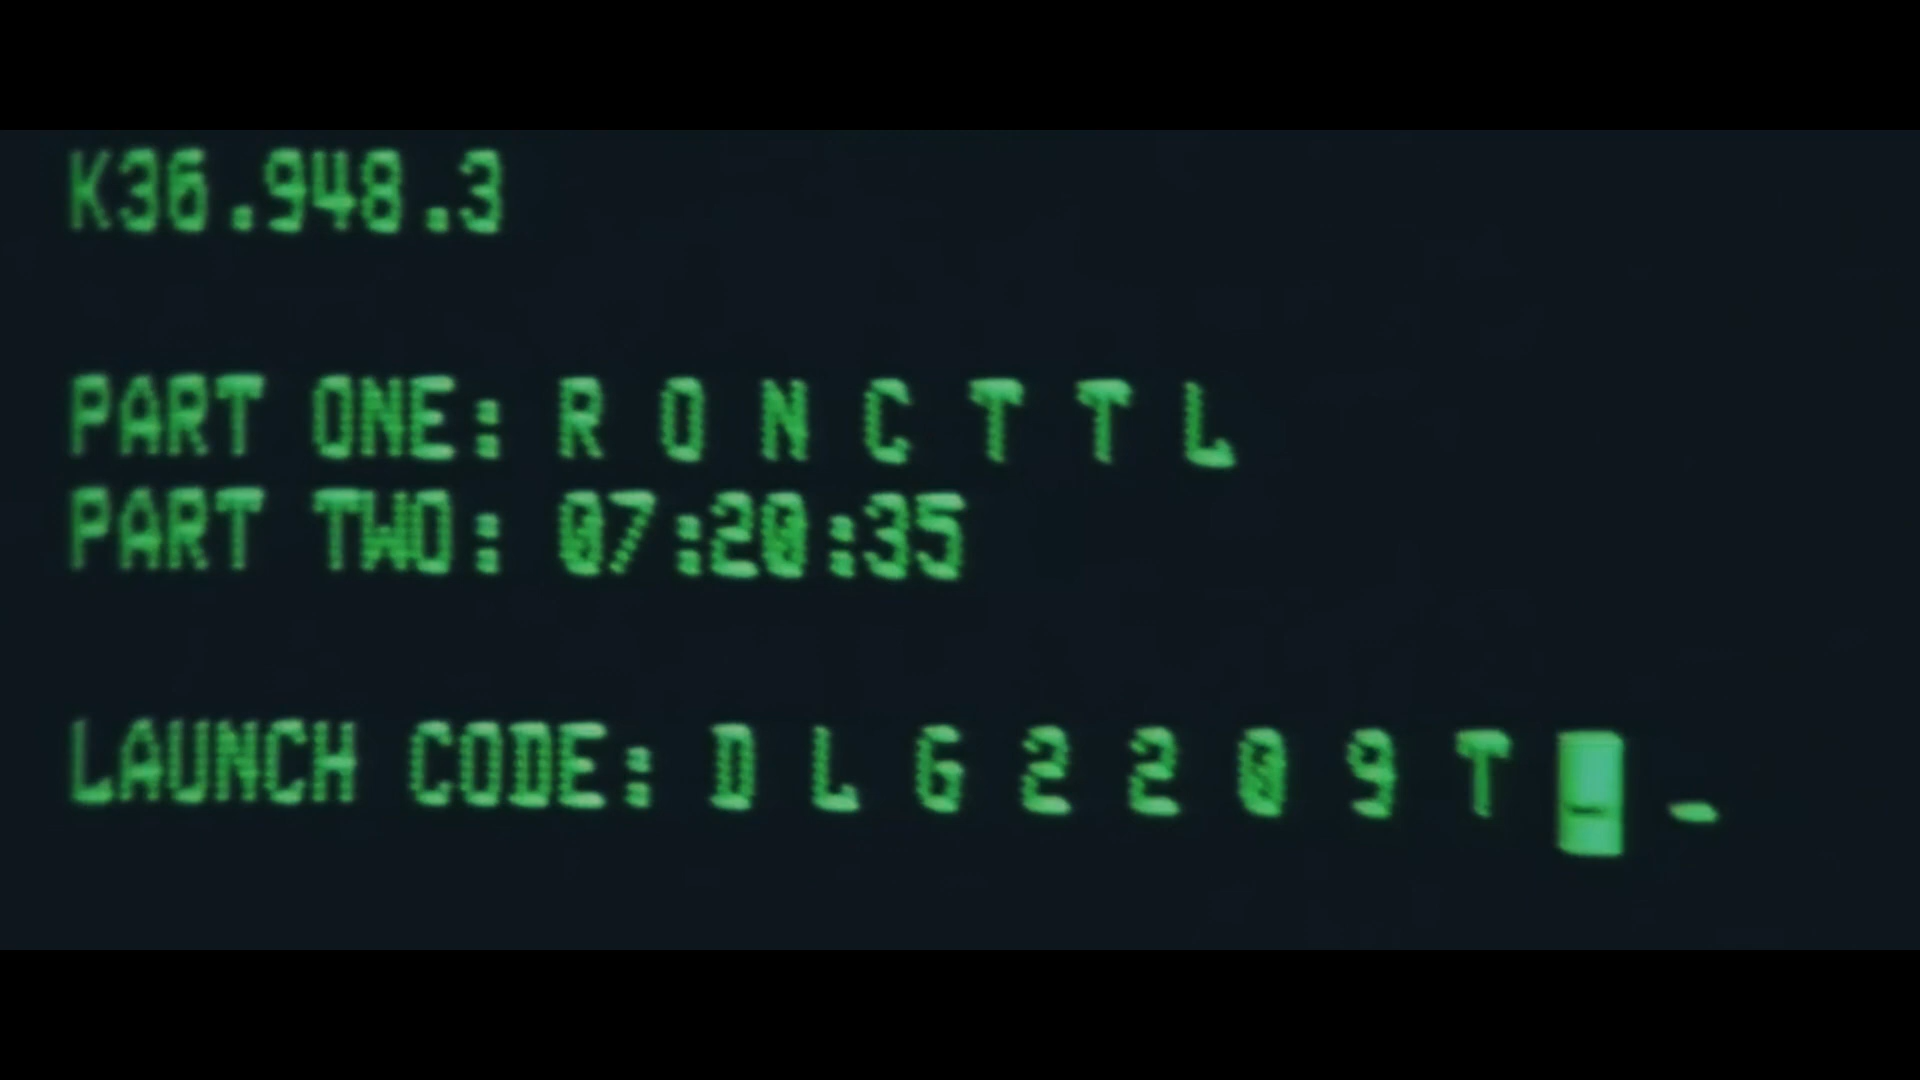 K36.948.3
PART ONE: R O N C T T L
PART TWO: 07:20:35
LAUNCH CODE: D L G 2 2 0 9 T _ _